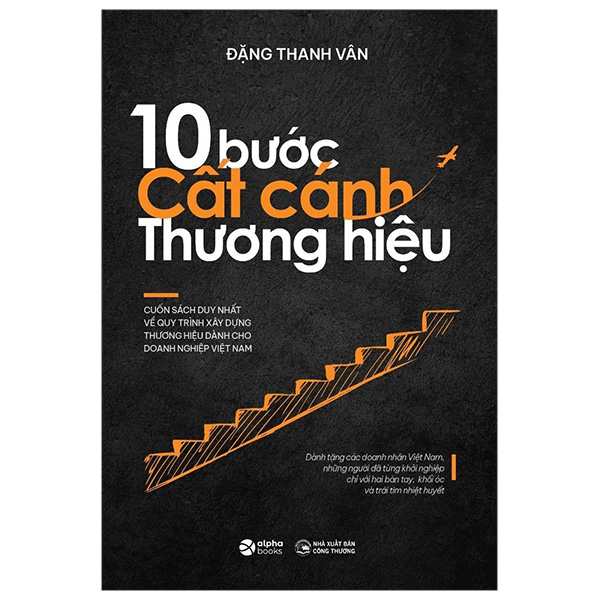 ĐẶNG THANH VÂN
10 bước
Cất cánh
Thương hiệu
CUỐN SÁCH DUY NHẤT
VỀ QUY TRÌNH XÂY DỰNG
THƯƠNG HIỆU DÀNH CHO
DOANH NGHIỆP VIỆT NAM
Dành tặng các doanh nhân Việt Nam,
những người đã từng khởi nghiệp
chỉ với hai bàn tay, khối óc
và trái tim nhiệt huyết
alpha
books
NHÀ XUẤT BẢN
CÔNG THƯƠNG